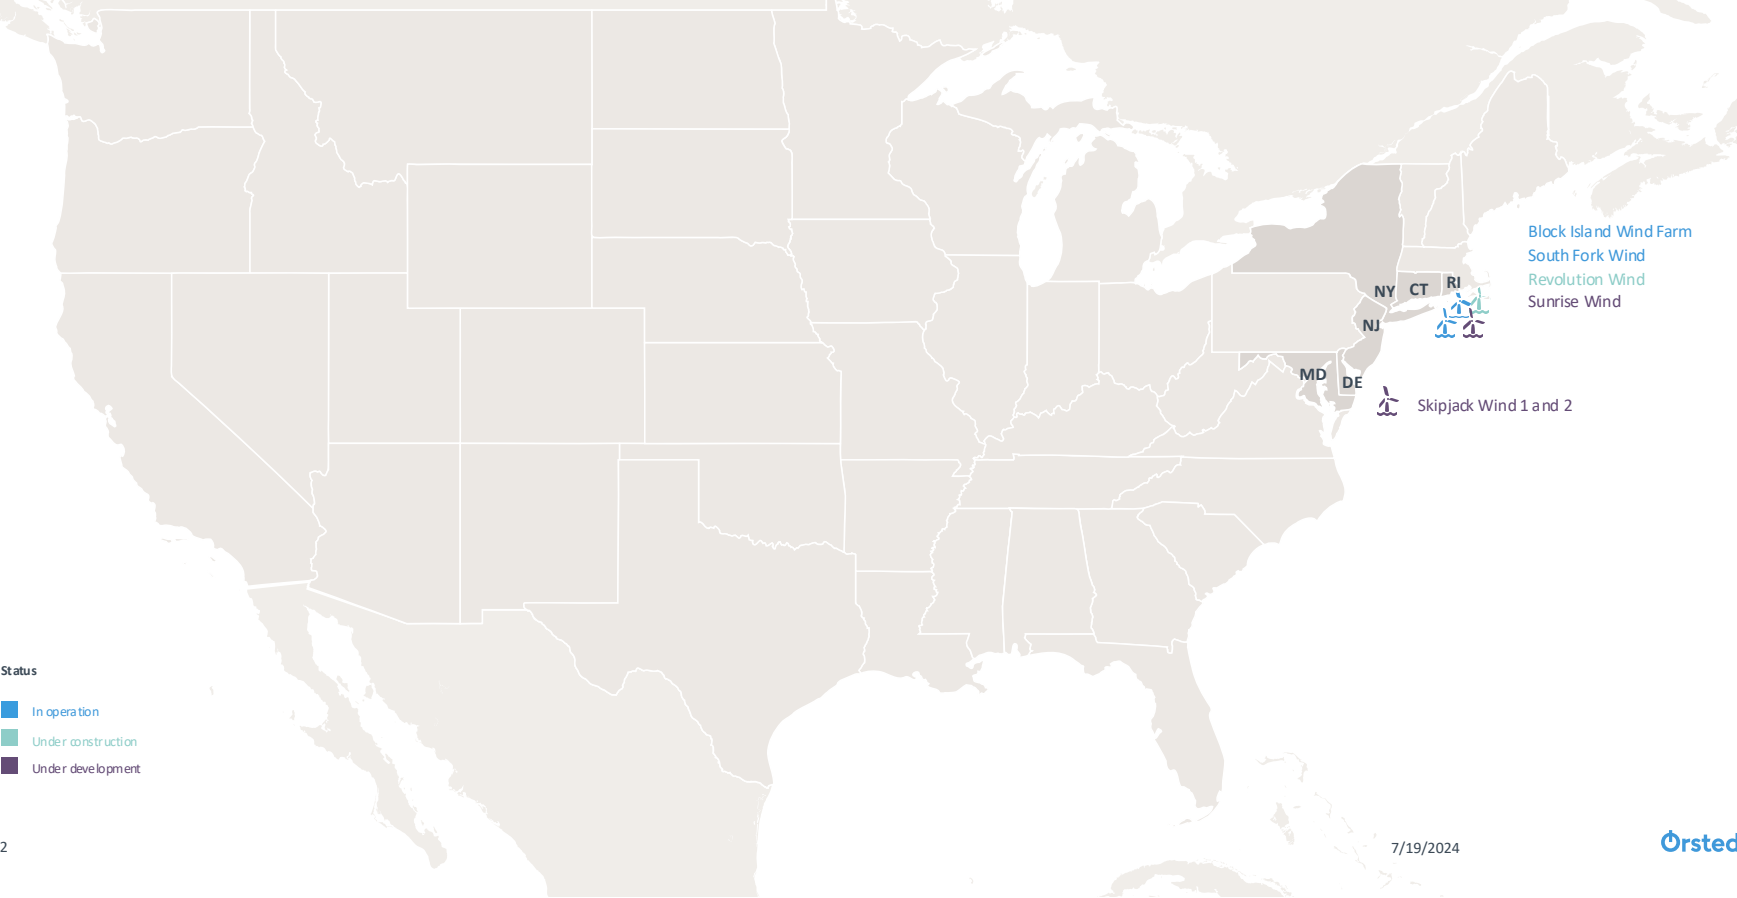 Block Island Wind Farm
South Fork Wind
Revolution Wind
Sunrise Wind
NY
CT
RI
NJ
MD
DE
Skipjack Wind 1 and 2
Status
In operation
Under construction
Under development
2
7/19/2024
Ørsted